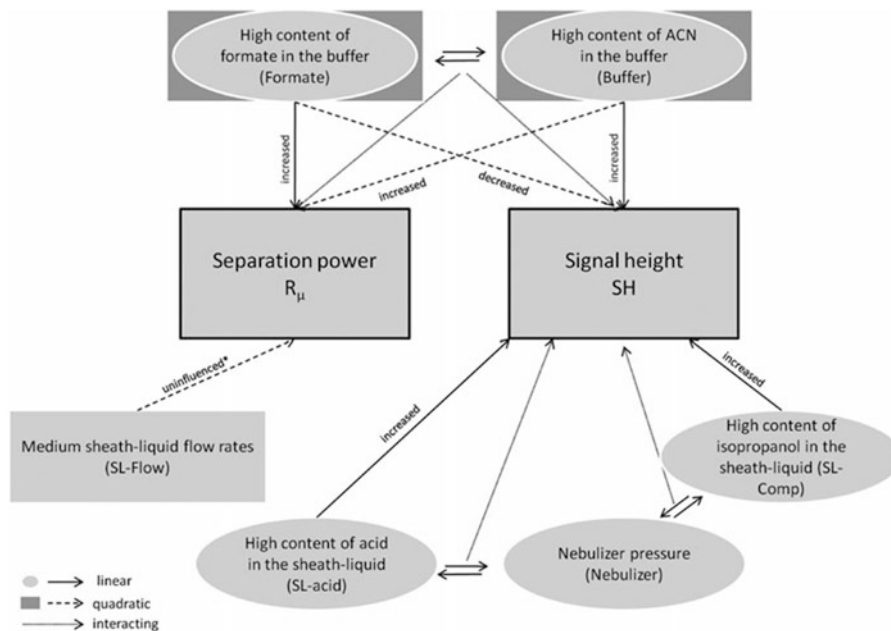 High content of
formate in the buffer
(Formate)
High content of ACN
in the buffer
(Buffer)
increased
increased
decreased
increased
Separation power
Rμ
Signal height
SH
uninfluenced*
increased
increased
Medium sheath-liquid flow rates
(SL-Flow)
High content of
isopropanol in the
sheath-liquid (SL-
Comp)
High content of acid
in the sheath-liquid
(SL-acid)
Nebulizer pressure
(Nebulizer)
linear
quadratic
interacting